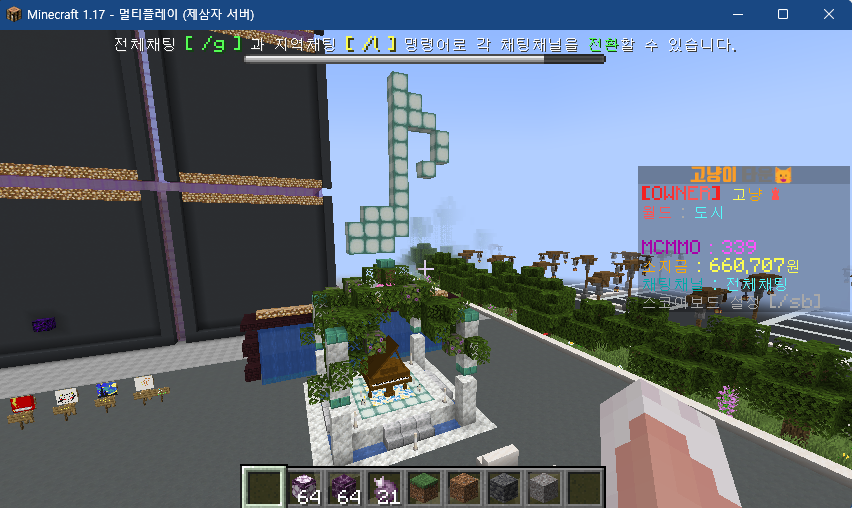 Minecraft 1.17 - 멀티플레이 (제삼자 서버)
전체채팅 [ /g ] 과 지역채팅 [ /l ] 명령어로 각 채팅채널을 전환할 수 있습니다.
고냥이
[OWNER] 고냥
월드 : 도시
MCMMO : 339
소지금 : 660,707원
채팅채널 : 전체채팅
스코어보드 설정 [/sb]
64 64 21